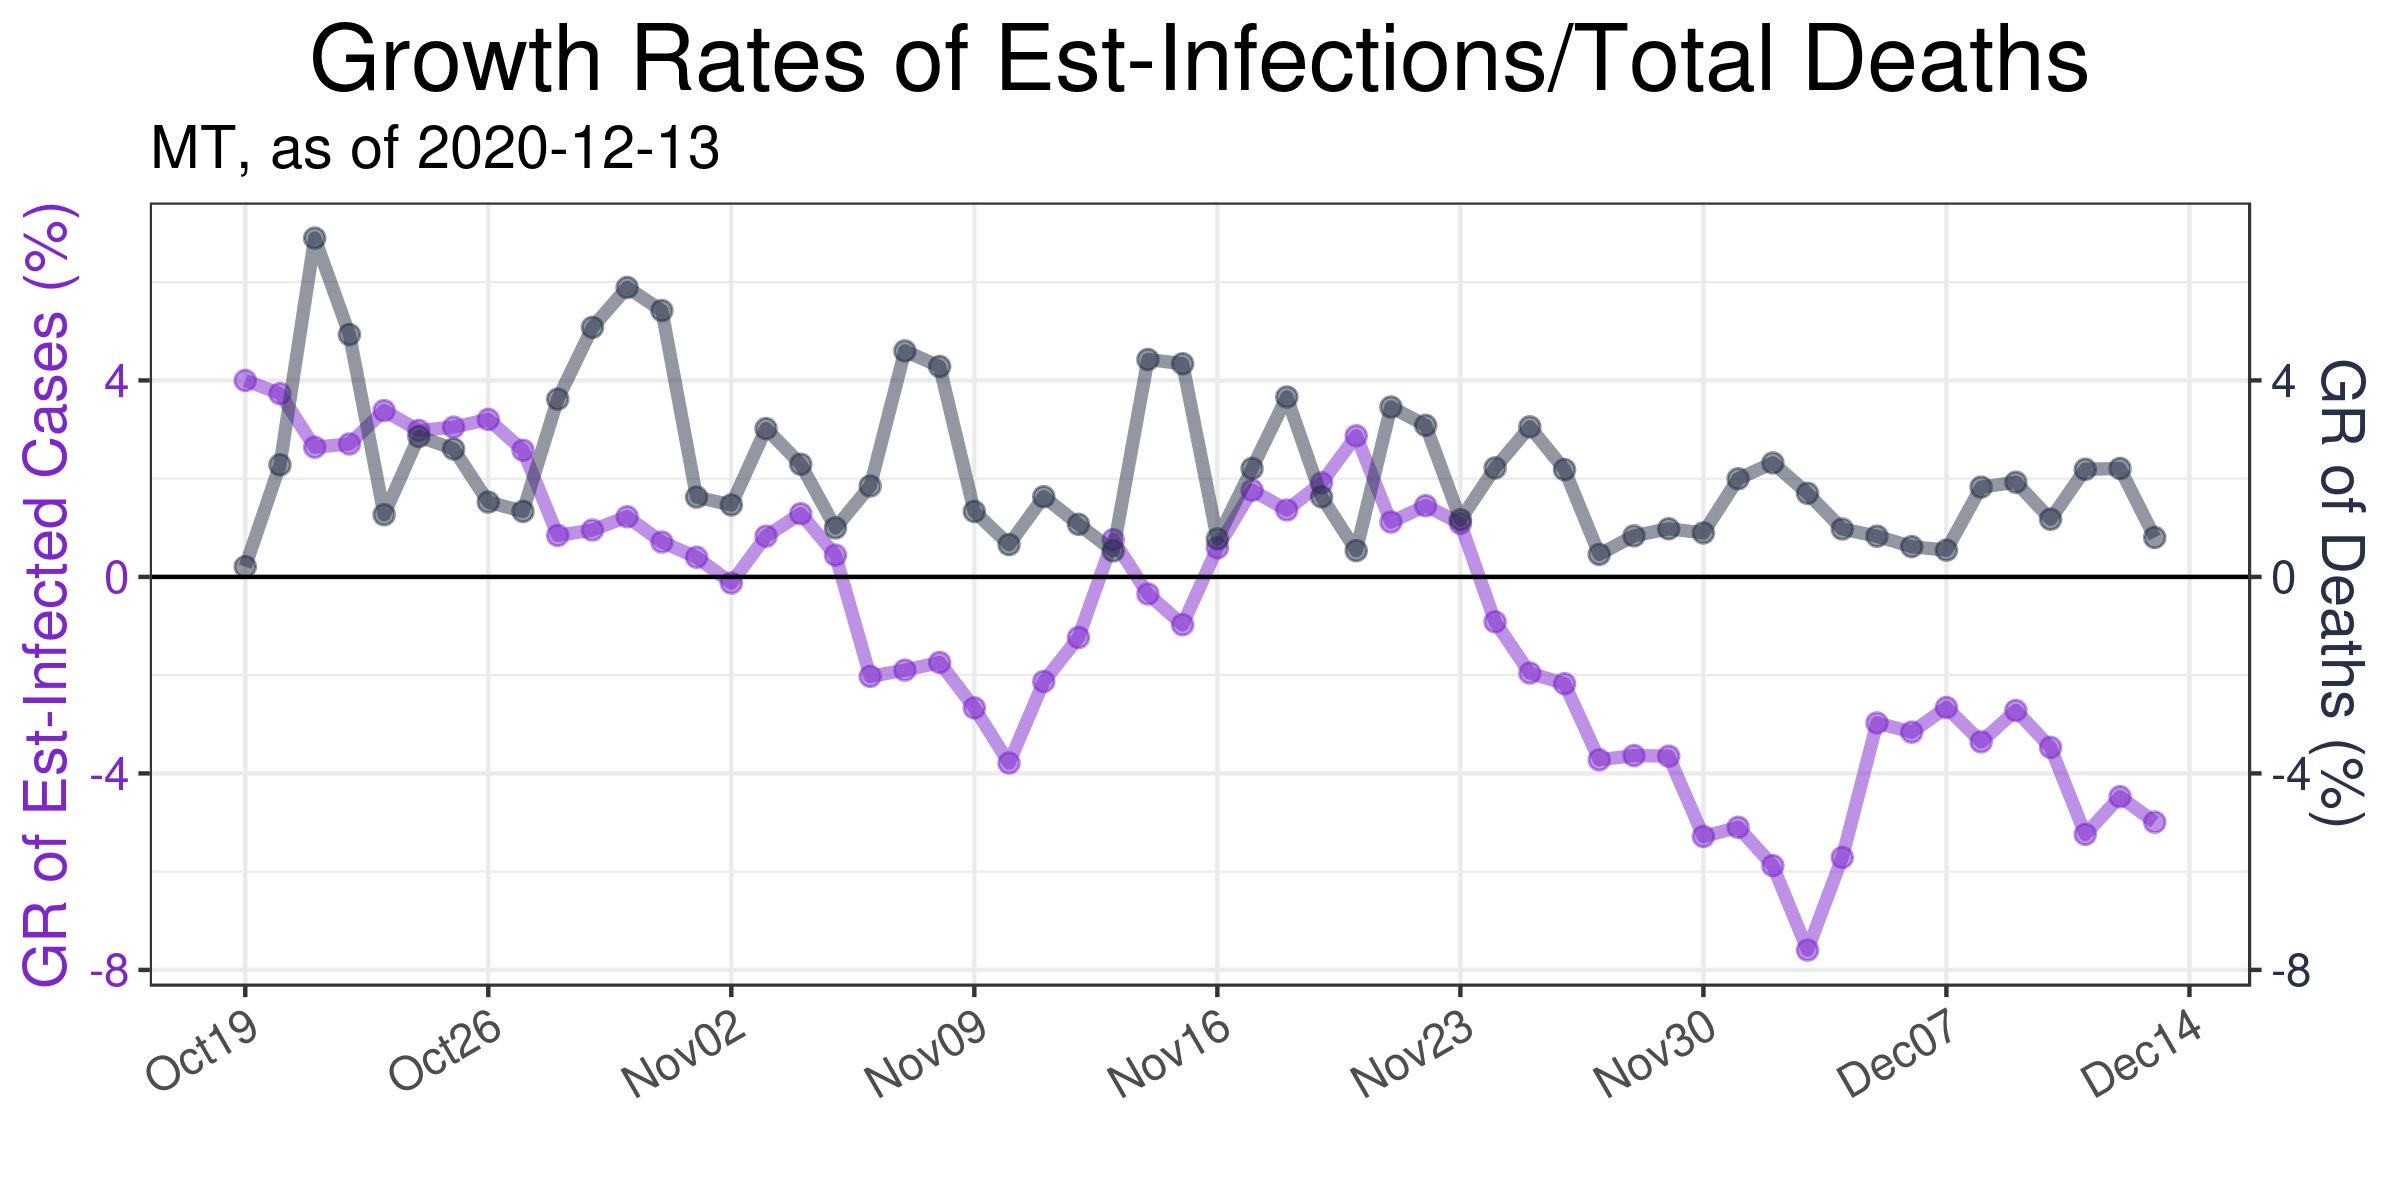 Growth Rates of Est-Infections/Total Deaths
MT, as of 2020-12-13
GR of Est-Infected Cases (%)
4
0
-4
-8
4
0
-4
-8
GR of Deaths (%)
Oct19
Oct26
Nov02
Nov09
Nov16
Nov23
Nov30
Dec07
Dec14